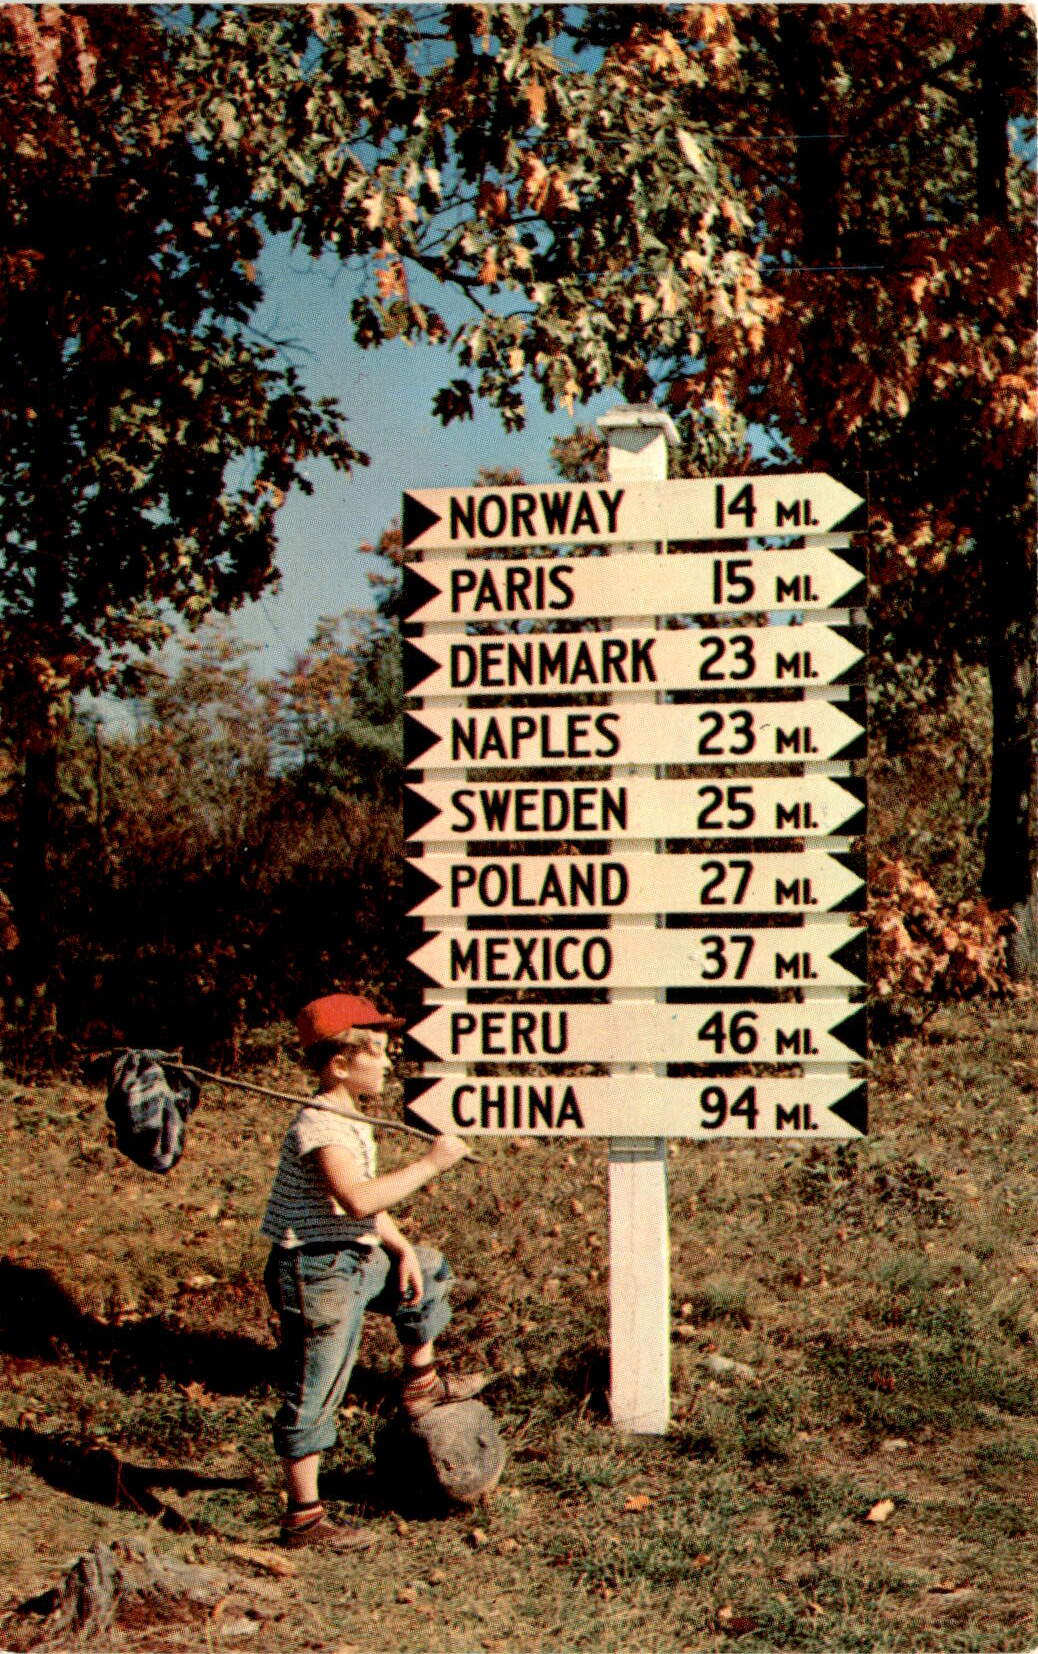 NORWAY 14 MI.
PARIS 15 MI.
DENMARK 23 MI.
NAPLES 23 MI.
SWEDEN 25 MI.
POLAND 27 MI.
MEXICO 37 MI.
PERU 46 MI.
CHINA 94 MI.